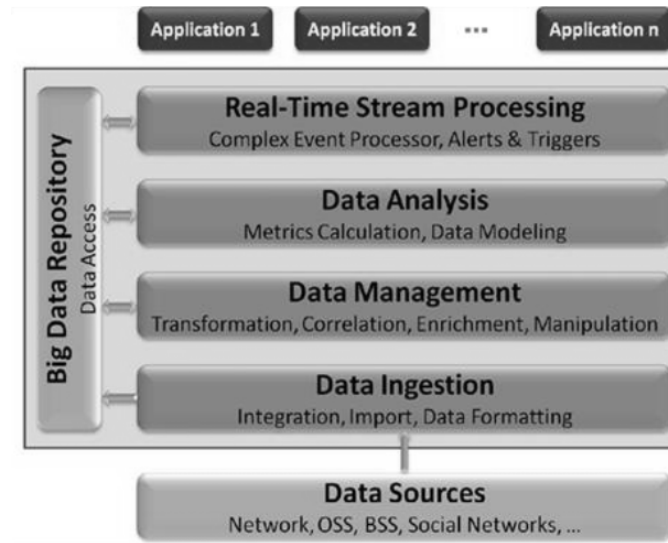 Application 1
Application 2
...
Application n
Big Data Repository
Data Access
Real-Time Stream Processing
Complex Event Processor, Alerts & Triggers
Data Analysis
Metrics Calculation, Data Modeling
Data Management
Transformation, Correlation, Enrichment, Manipulation
Data Ingestion
Integration, Import, Data Formatting
Data Sources
Network, OSS, BSS, Social Networks, ...